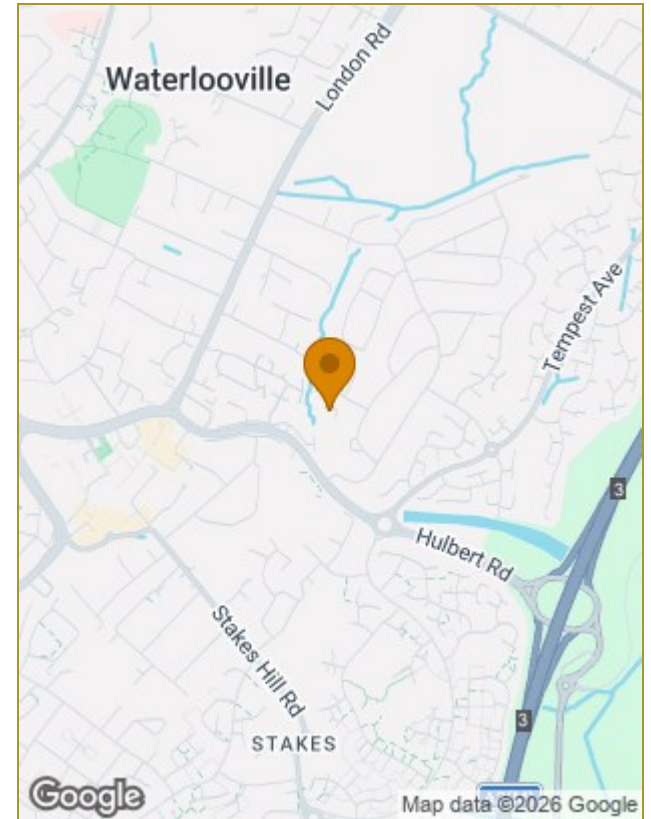 Waterlooville
London Rd
Tempest Ave
3
Hulbert Rd
Stakes Hill Rd
3
STAKES
Google
Map data ©2026 Google